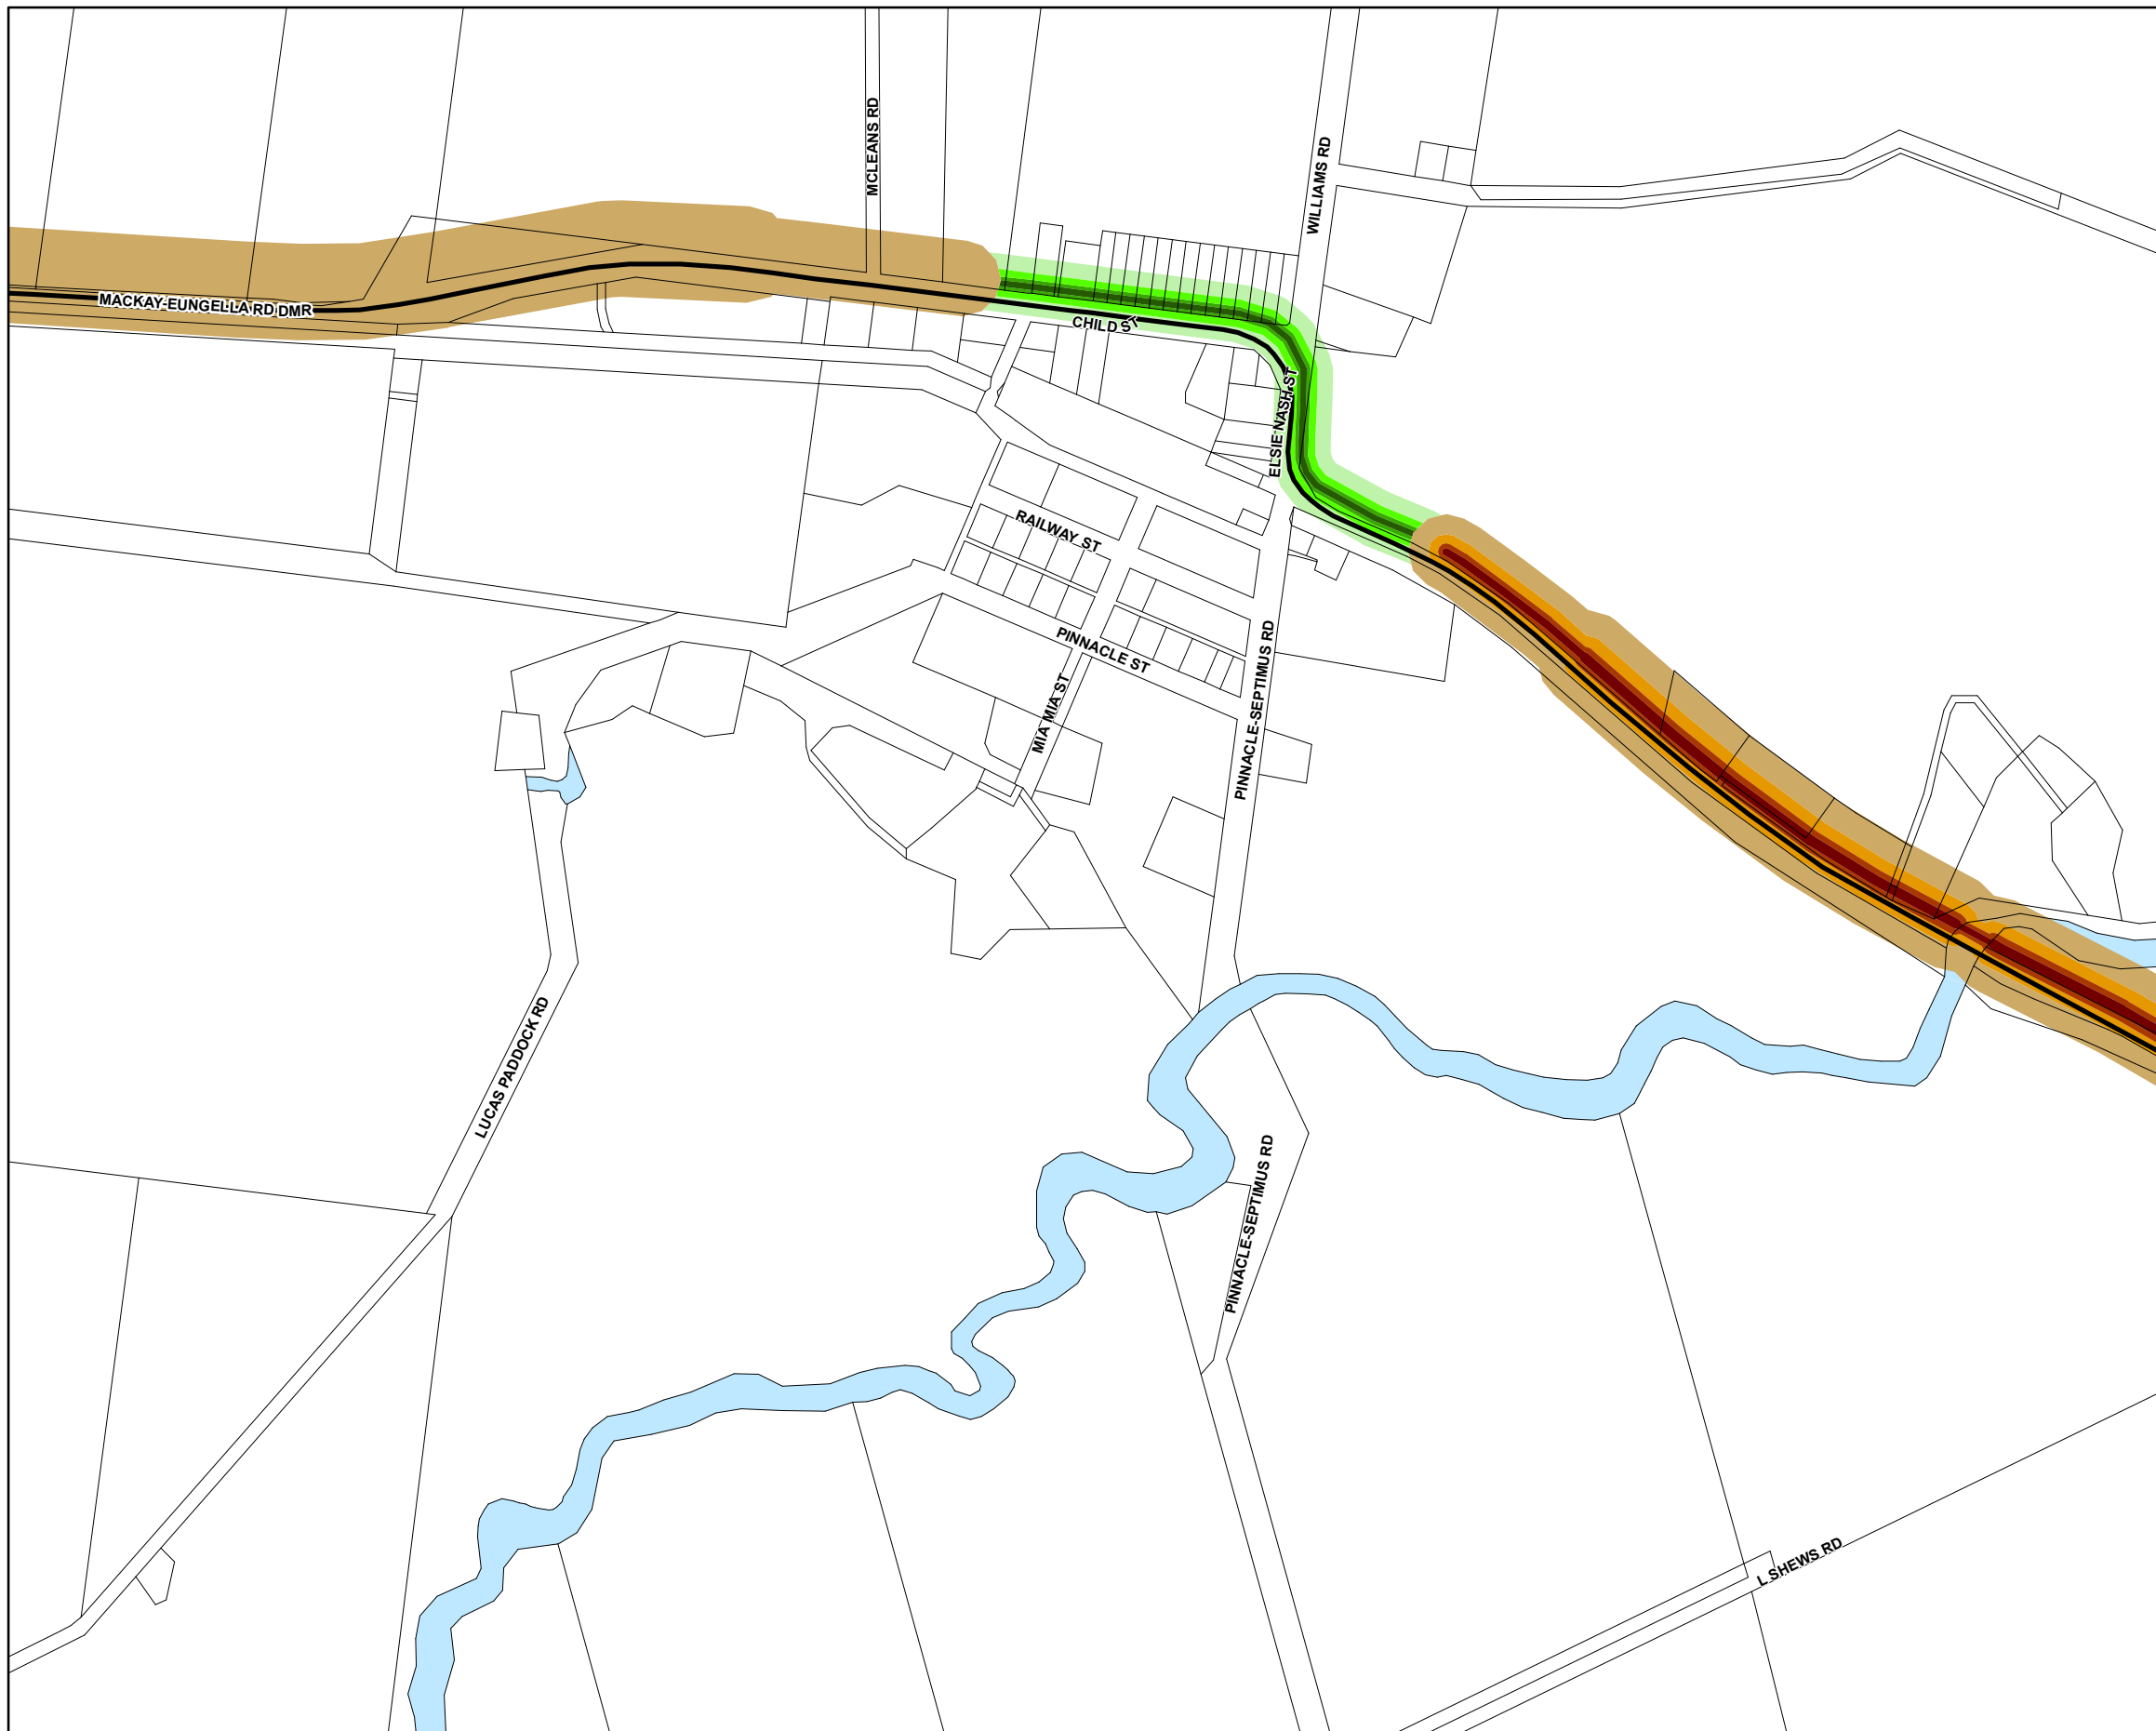 MCLEANS RD
WILLIAMS RD
MACKAY-EUNGELLA RD DMR
CHILD ST
ELSIE NASH ST
RAILWAY ST
PINNACLE ST
MIA MIA ST
PINNACLE-SEPTIMUS RD
LUCAS PADDOCK RD
PINNACLE-SEPTIMUS RD
L SHEWS RD